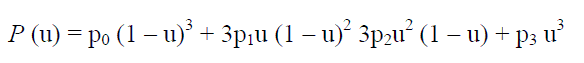 P (u) = p₀ (1 – u)³ + 3p₁u (1 – u)² 3p₂u² (1 – u) + p₃ u³